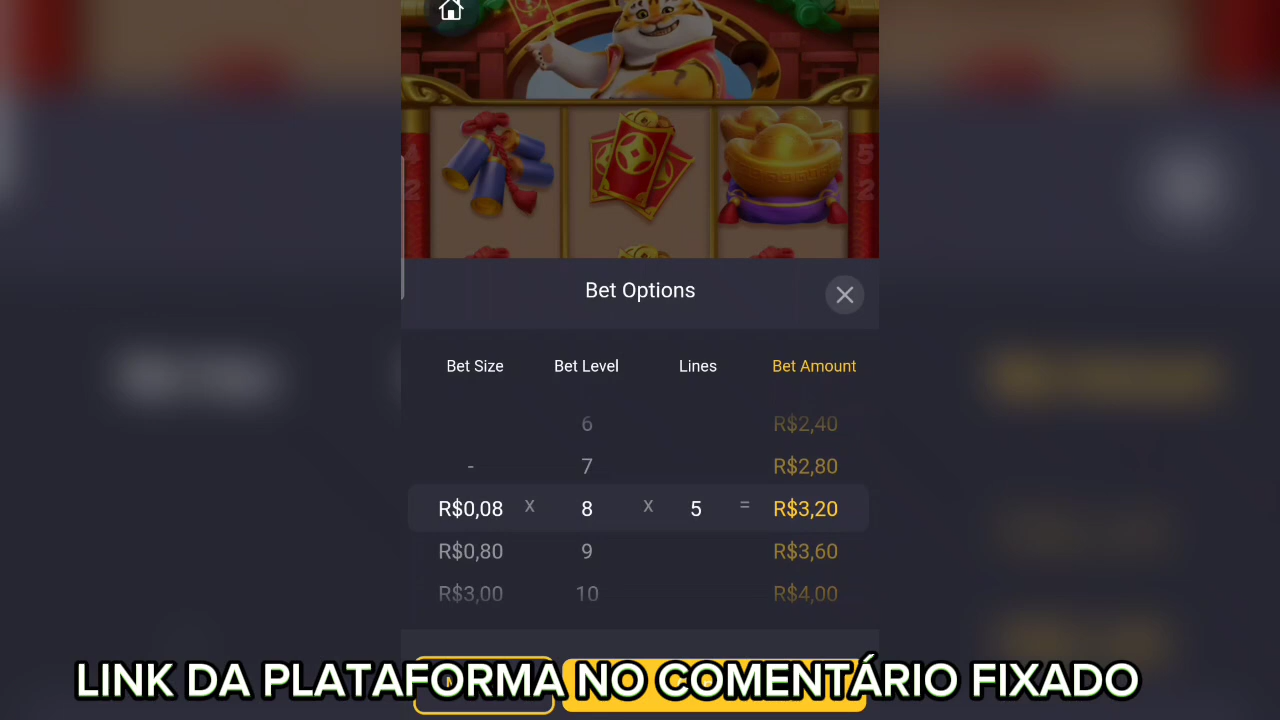 Bet Options
Bet Size Bet Level Lines Bet Amount
6 R$2,40
- 7 R$2,80
R$0,08 x 8 x 5 = R$3,20
R$0,80 9 R$3,60
R$3,00 10 R$4,00
LINK DA PLATAFORMA NO COMENTÁRIO FIXADO